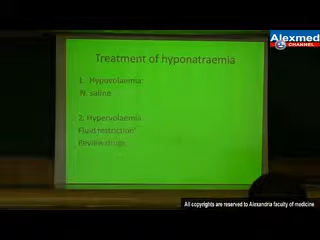 Alexmed
CHANNEL
Treatment of hyponatraemia
1. Hypovolaemia:
N. saline
2. Hypervolaemia
Fluid restriction
Review drugs
All copyrights are reserved to Alexandria faculty of medicine